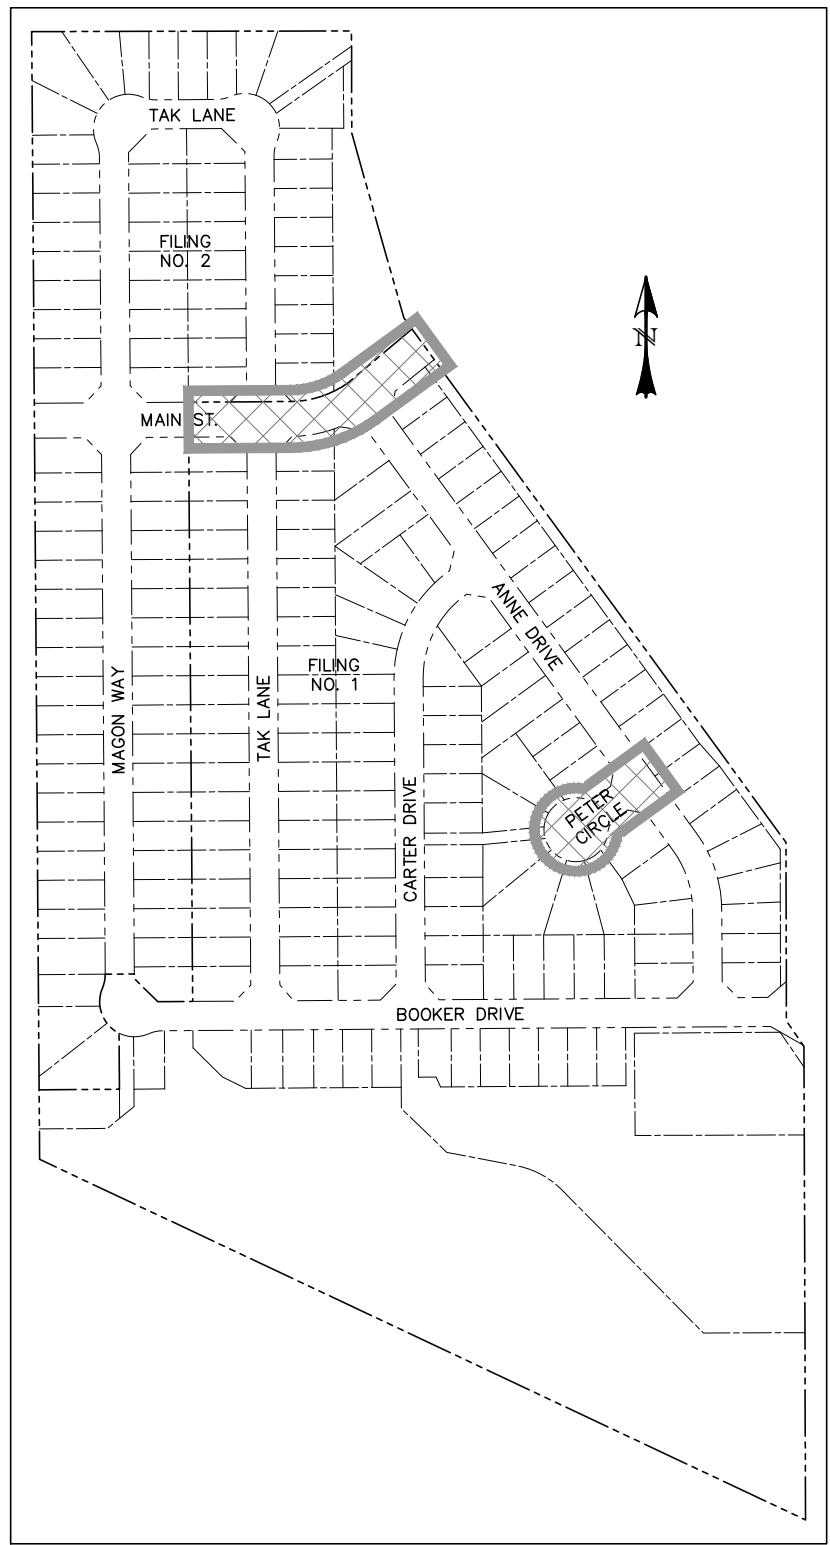 TAK LANE
FILING
NO. 2
N
MAIN ST.
ANNE DRIVE
FILING
NO. 1
MAGON WAY
TAK LANE
CARTER DRIVE
PETER
CIRCLE
BOOKER DRIVE